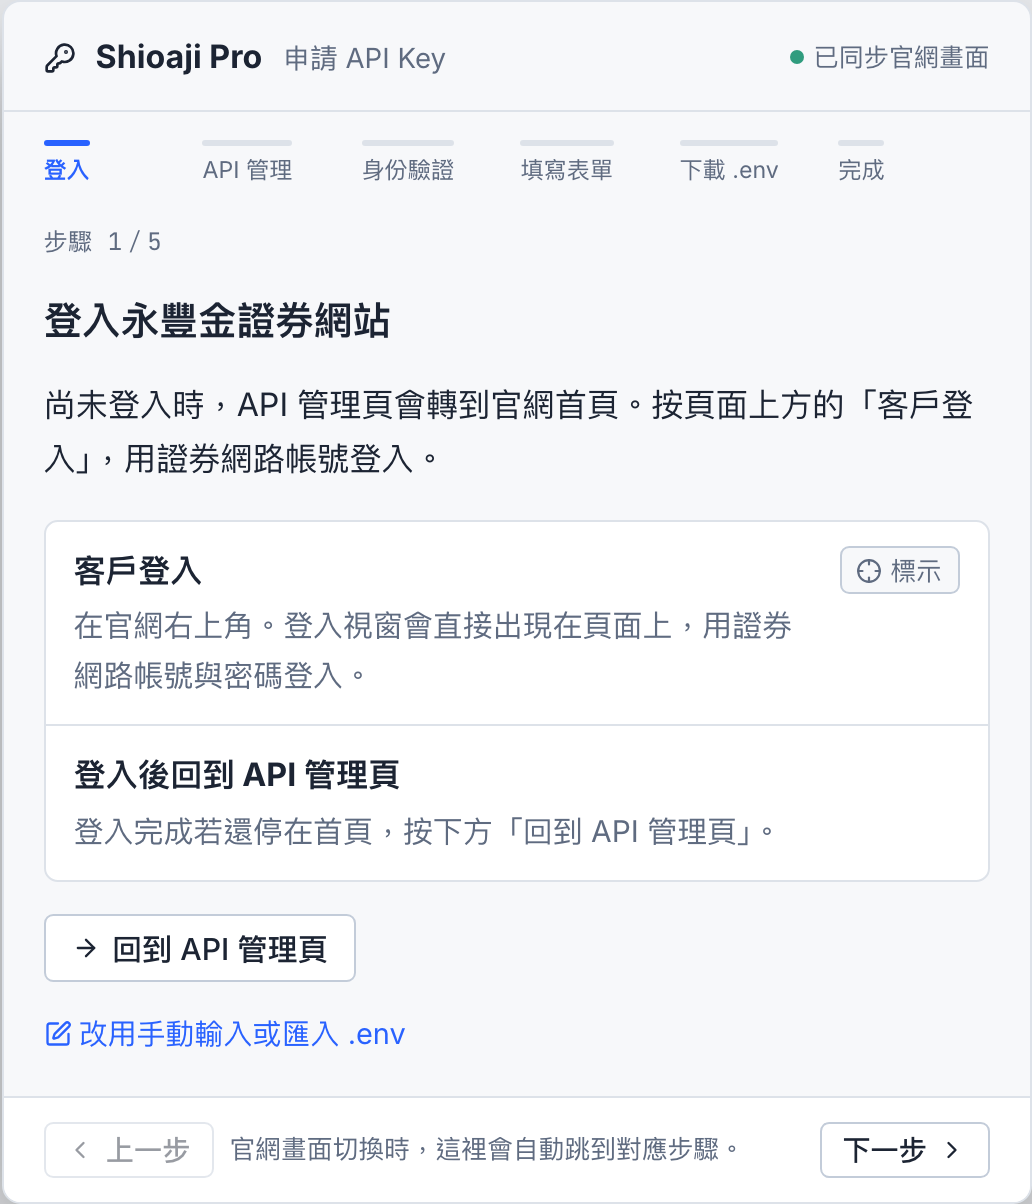 Shioaji Pro 申請 API Key 已同步官網畫面
登入 API 管理 身份驗證 填寫表單 下載 .env 完成
步驟 1 / 5
登入永豐金證券網站
尚未登入時，API 管理頁會轉到官網首頁。按頁面上方的「客戶登
入」，用證券網路帳號登入。
客戶登入 標示
在官網右上角。登入視窗會直接出現在頁面上，用證券
網路帳號與密碼登入。
登入後回到 API 管理頁
登入完成若還停在首頁，按下方「回到 API 管理頁」。
→ 回到 API 管理頁
改用手動輸入或匯入 .env
上一步 官網畫面切換時，這裡會自動跳到對應步驟。 下一步